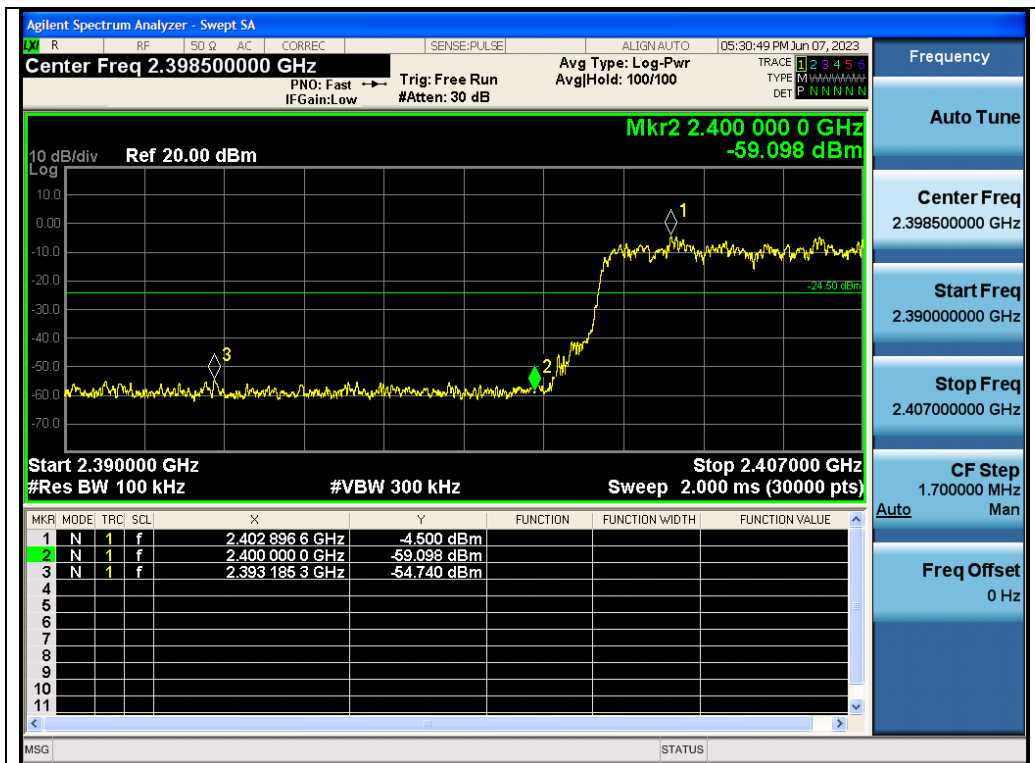 Agilent Spectrum Analyzer - Swept SA
LXI R RF 50 Ω AC CORREC SENSE:PULSE ALIGN AUTO 05:30:49 PM Jun 07, 2023
Center Freq 2.398500000 GHz
PNO: Fast
IFGain:Low
Trig: Free Run
#Atten: 30 dB
Avg Type: Log-Pwr
Avg|Hold: 100/100
TRACE 1 2 3 4 5 6
TYPE M WWWWW
DET P N N N N N
Mkr2 2.400 000 0 GHz
-59.098 dBm
10 dB/div Ref 20.00 dBm
Log
10.0
0.00
-10.0
-20.0
-30.0
-40.0
-50.0
-60.0
-70.0
1
-24.50 dBm
3
2
Start 2.390000 GHz Stop 2.407000 GHz
#Res BW 100 kHz #VBW 300 kHz Sweep 2.000 ms (30000 pts)
MKR MODE TRC SCL X Y FUNCTION FUNCTION WIDTH FUNCTION VALUE
1 N 1 f 2.402 896 6 GHz -4.500 dBm
2 N 1 f 2.400 000 0 GHz -59.098 dBm
3 N 1 f 2.393 185 3 GHz -54.740 dBm
4
5
6
7
8
9
10
11
MSG STATUS
Frequency
Auto Tune
Center Freq
2.398500000 GHz
Start Freq
2.390000000 GHz
Stop Freq
2.407000000 GHz
CF Step
1.700000 MHz
Auto Man
Freq Offset
0 Hz